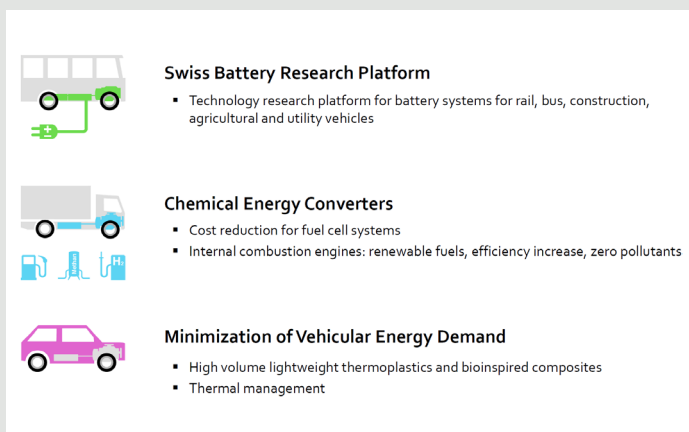 Swiss Battery Research Platform
▪ Technology research platform for battery systems for rail, bus, construction,
agricultural and utility vehicles
Chemical Energy Converters
▪ Cost reduction for fuel cell systems
▪ Internal combustion engines: renewable fuels, efficiency increase, zero pollutants
H₂
Minimization of Vehicular Energy Demand
▪ High volume lightweight thermoplastics and bioinspired composites
▪ Thermal management